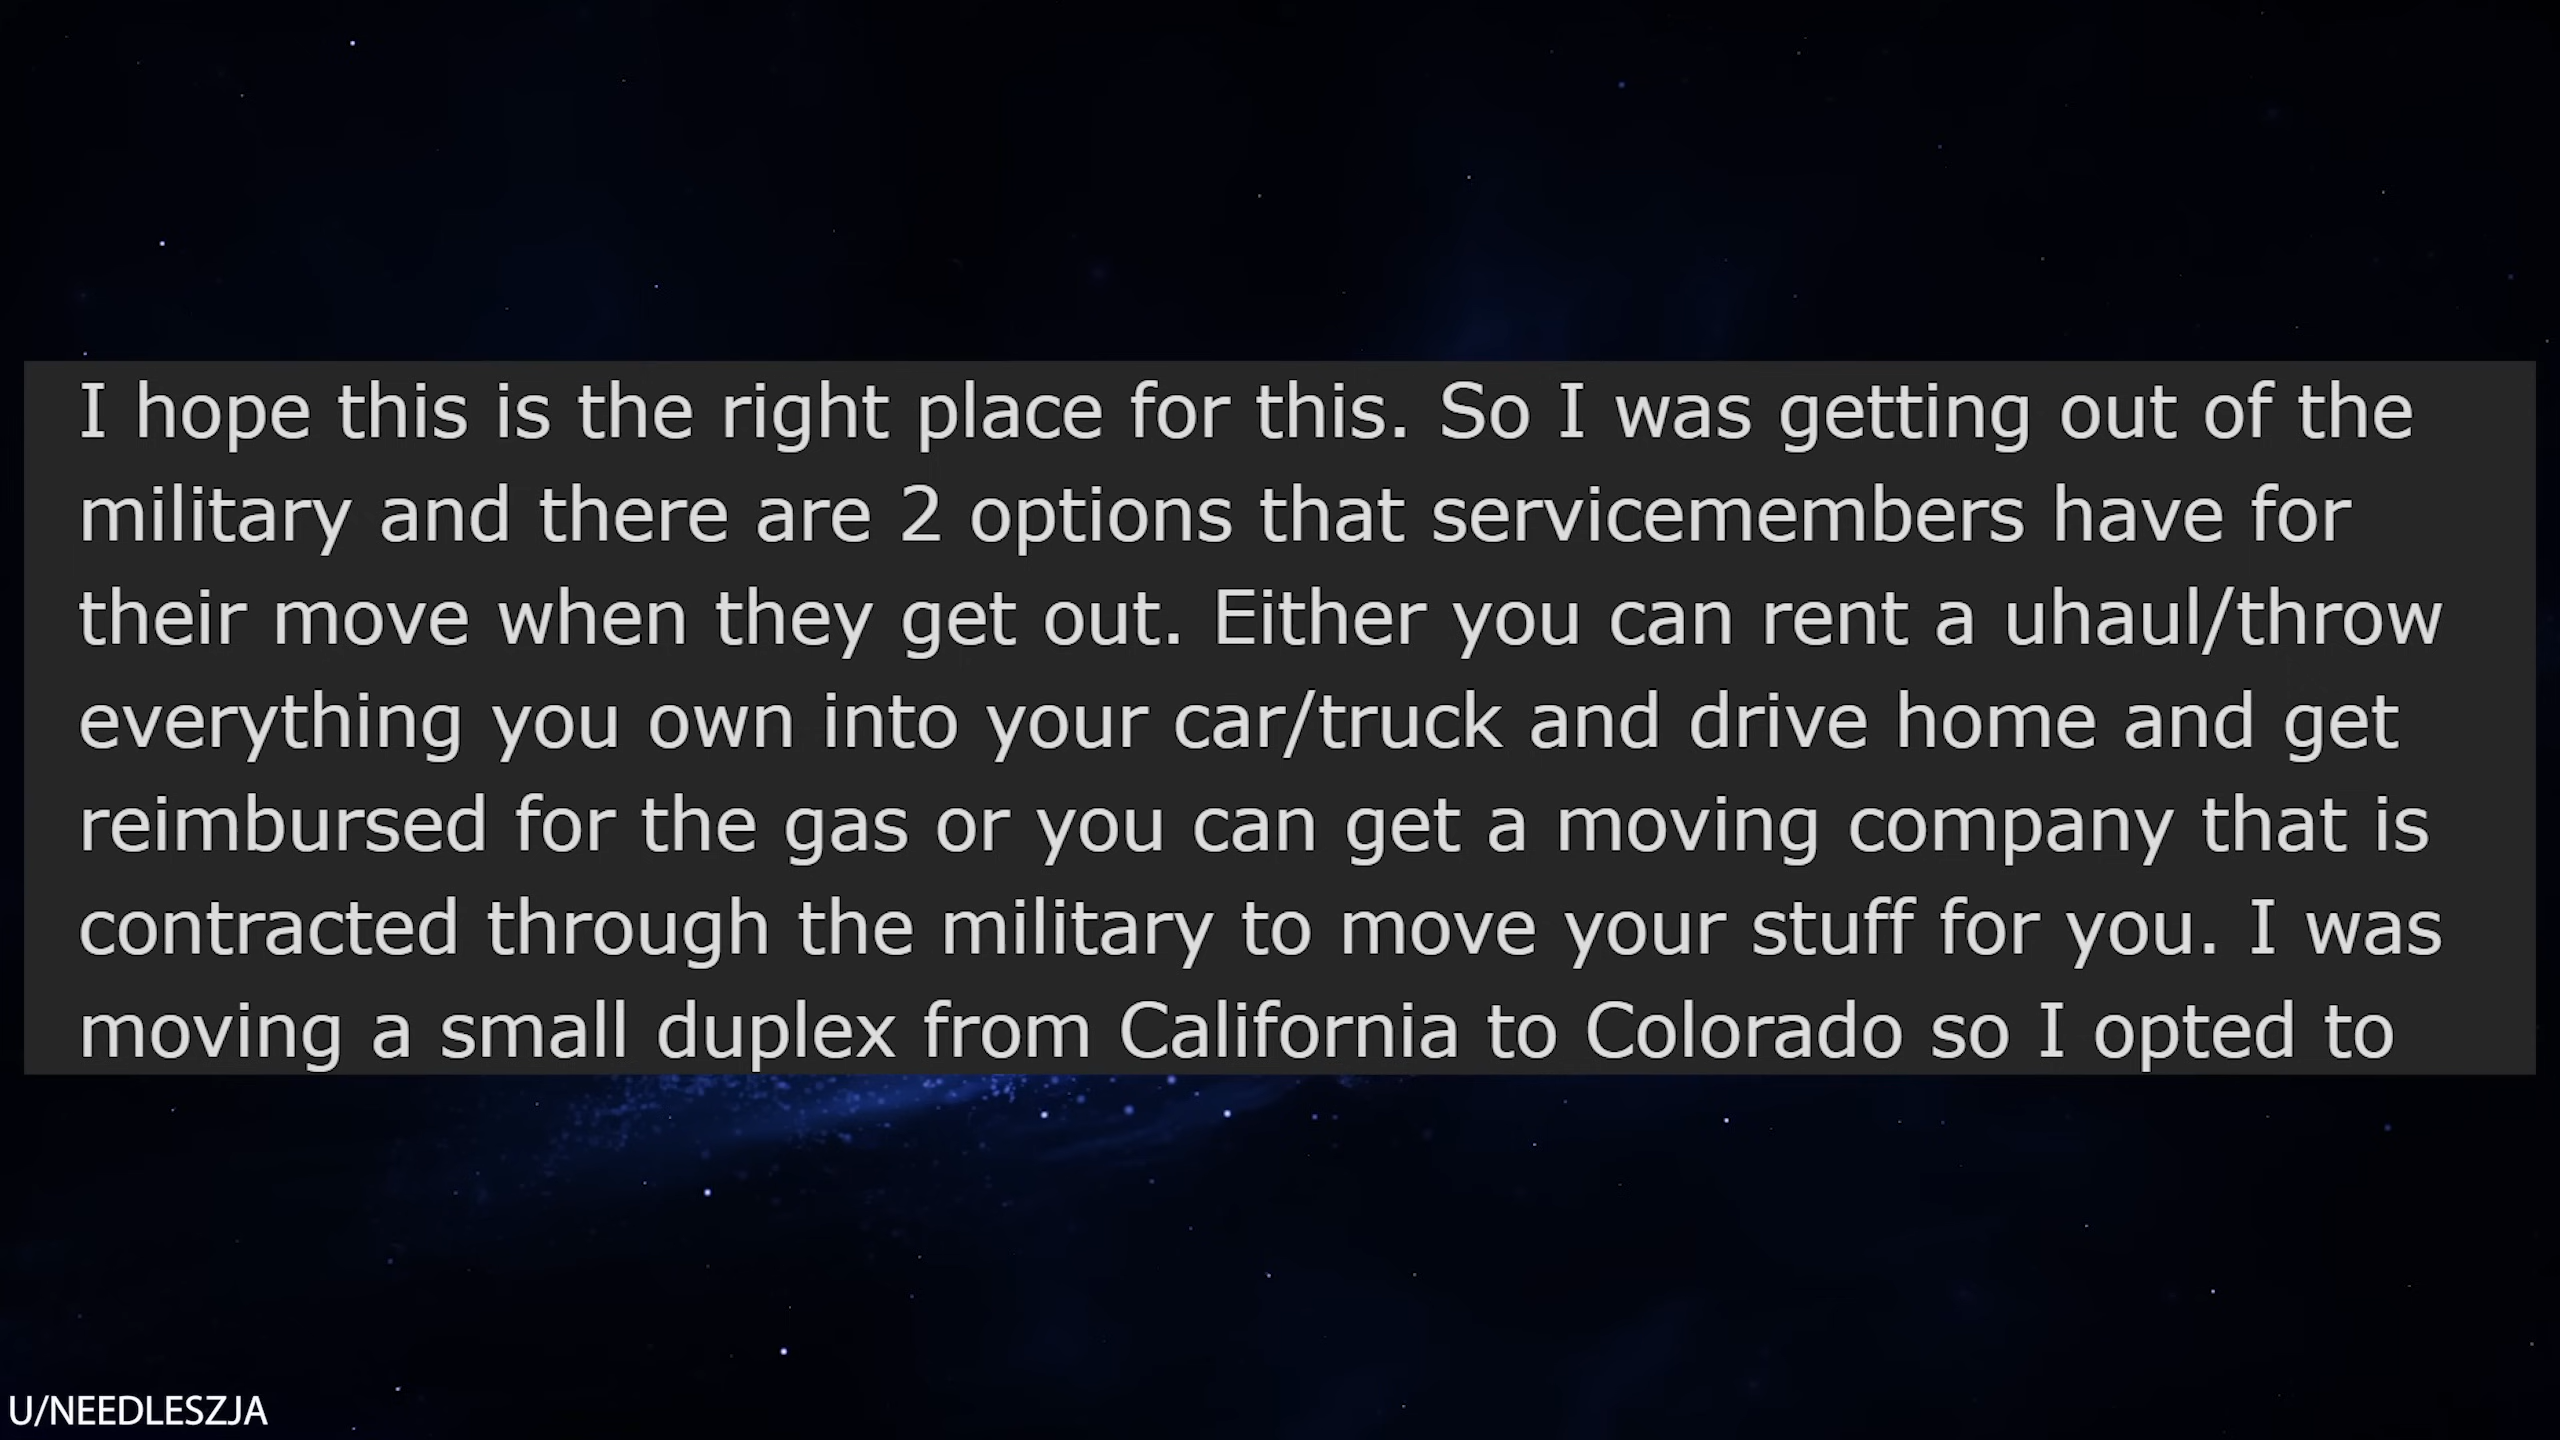 I hope this is the right place for this. So I was getting out of the
military and there are 2 options that servicemembers have for
their move when they get out. Either you can rent a uhaul/throw
everything you own into your car/truck and drive home and get
reimbursed for the gas or you can get a moving company that is
contracted through the military to move your stuff for you. I was
moving a small duplex from California to Colorado so I opted to
U/NEEDLESZJA